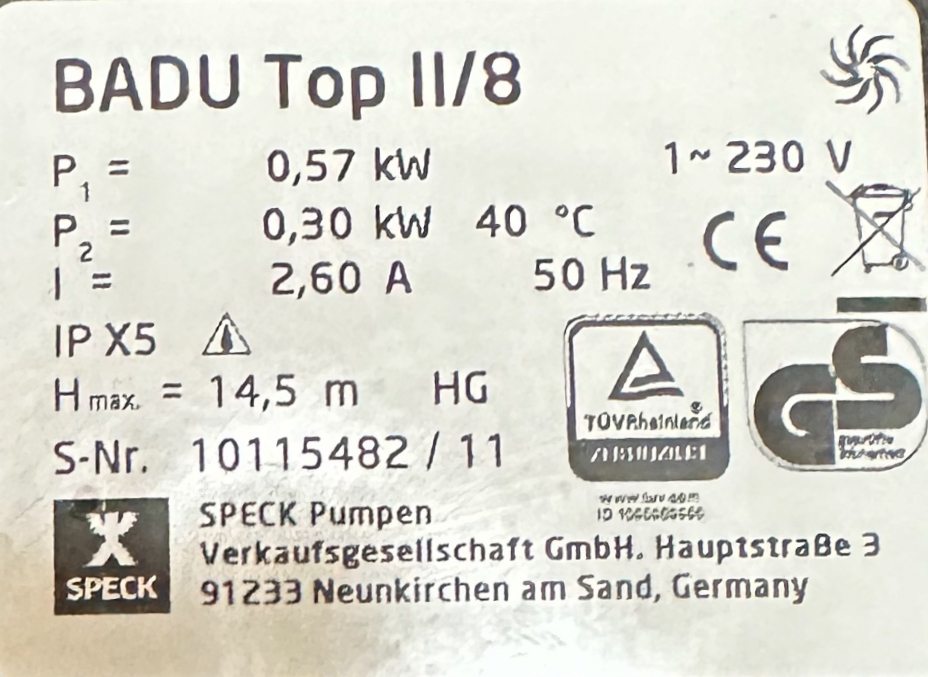 BADU Top II/8
P1 = 0,57 kW 1~ 230 V
P2 = 0,30 kW 40 °C
I = 2,60 A 50 Hz
CE
IP X5
Hmax. = 14,5 m HG
S-Nr. 10115482 / 11
TÜVRheinland®
GS
SPECK Pumpen
Verkaufsgesellschaft GmbH, Hauptstraße 3
91233 Neunkirchen am Sand, Germany
SPECK